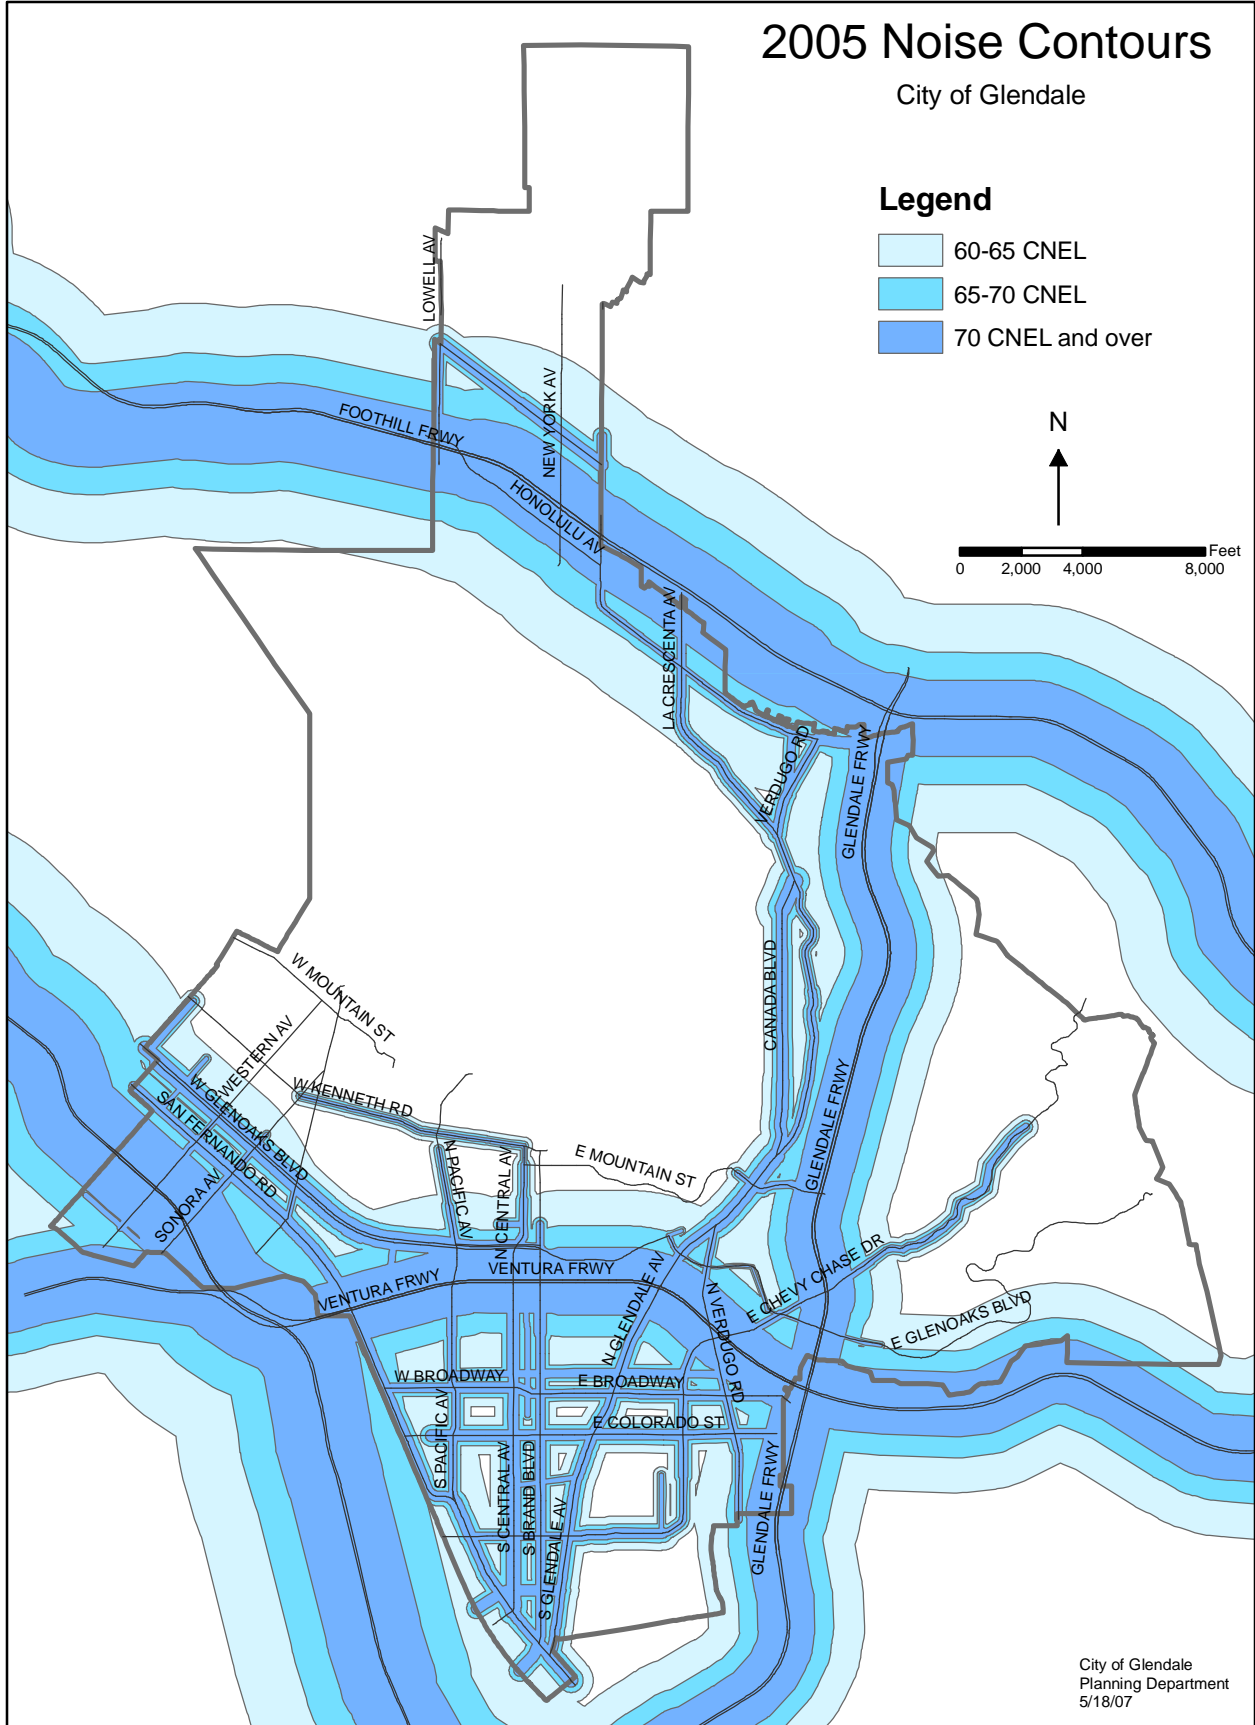 2005 Noise Contours
City of Glendale
Legend
60-65 CNEL
65-70 CNEL
70 CNEL and over
N
Feet
0 2,000 4,000 8,000
LOWELL AV
FOOTHILL FRWY
NEW YORK AV
HONOLULU AV
LA CRESCENTA AV
VERDUGO RD
GLENDALE FRWY
CANADA BLVD
W MOUNTAIN ST
WESTERN AV
W KENNETH RD
W GLENOAKS BLVD
SAN FERNANDO RD
SONORA AV
N PACIFIC AV
N CENTRAL AV
E MOUNTAIN ST
GLENDALE FRWY
VENTURA FRWY
VENTURA FRWY
N GLENDALE AV
N VERDUGO RD
E CHEVY CHASE DR
E GLENOAKS BLVD
W BROADWAY
E BROADWAY
E COLORADO ST
S PACIFIC AV
S CENTRAL AV
S BRAND BLVD
S GLENDALE AV
GLENDALE FRWY
City of Glendale
Planning Department
5/18/07